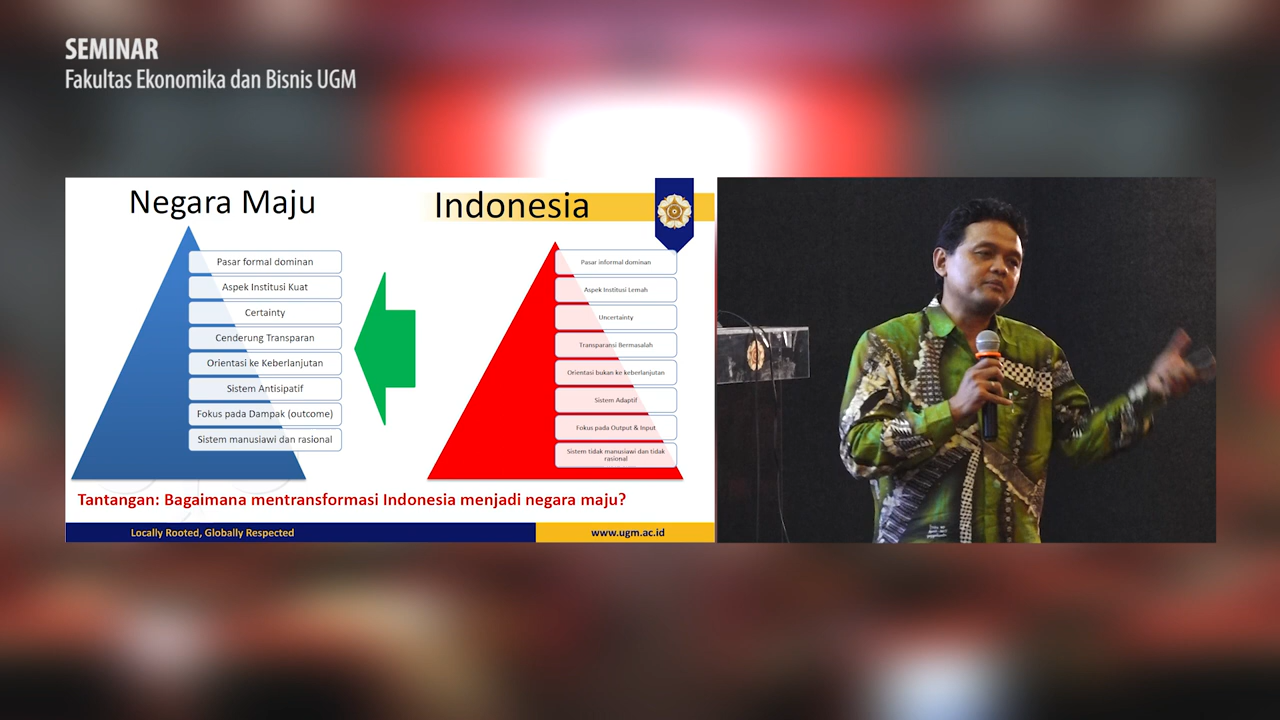 SEMINAR
Fakultas Ekonomika dan Bisnis UGM
Negara Maju
Pasar formal dominan
Aspek Institusi Kuat
Certainty
Cenderung Transparan
Orientasi ke Keberlanjutan
Sistem Antisipatif
Fokus pada Dampak (outcome)
Sistem manusiawi dan rasional
Indonesia
Pasar informal dominan
Aspek Institusi Lemah
Uncertainty
Transparansi Bermasalah
Orientasi bukan ke keberlanjutan
Sistem Adaptif
Fokus pada Output & Input
Sistem tidak manusiawi dan tidak
rasional
Tantangan: Bagaimana mentransformasi Indonesia menjadi negara maju?
Locally Rooted, Globally Respected
www.ugm.ac.id